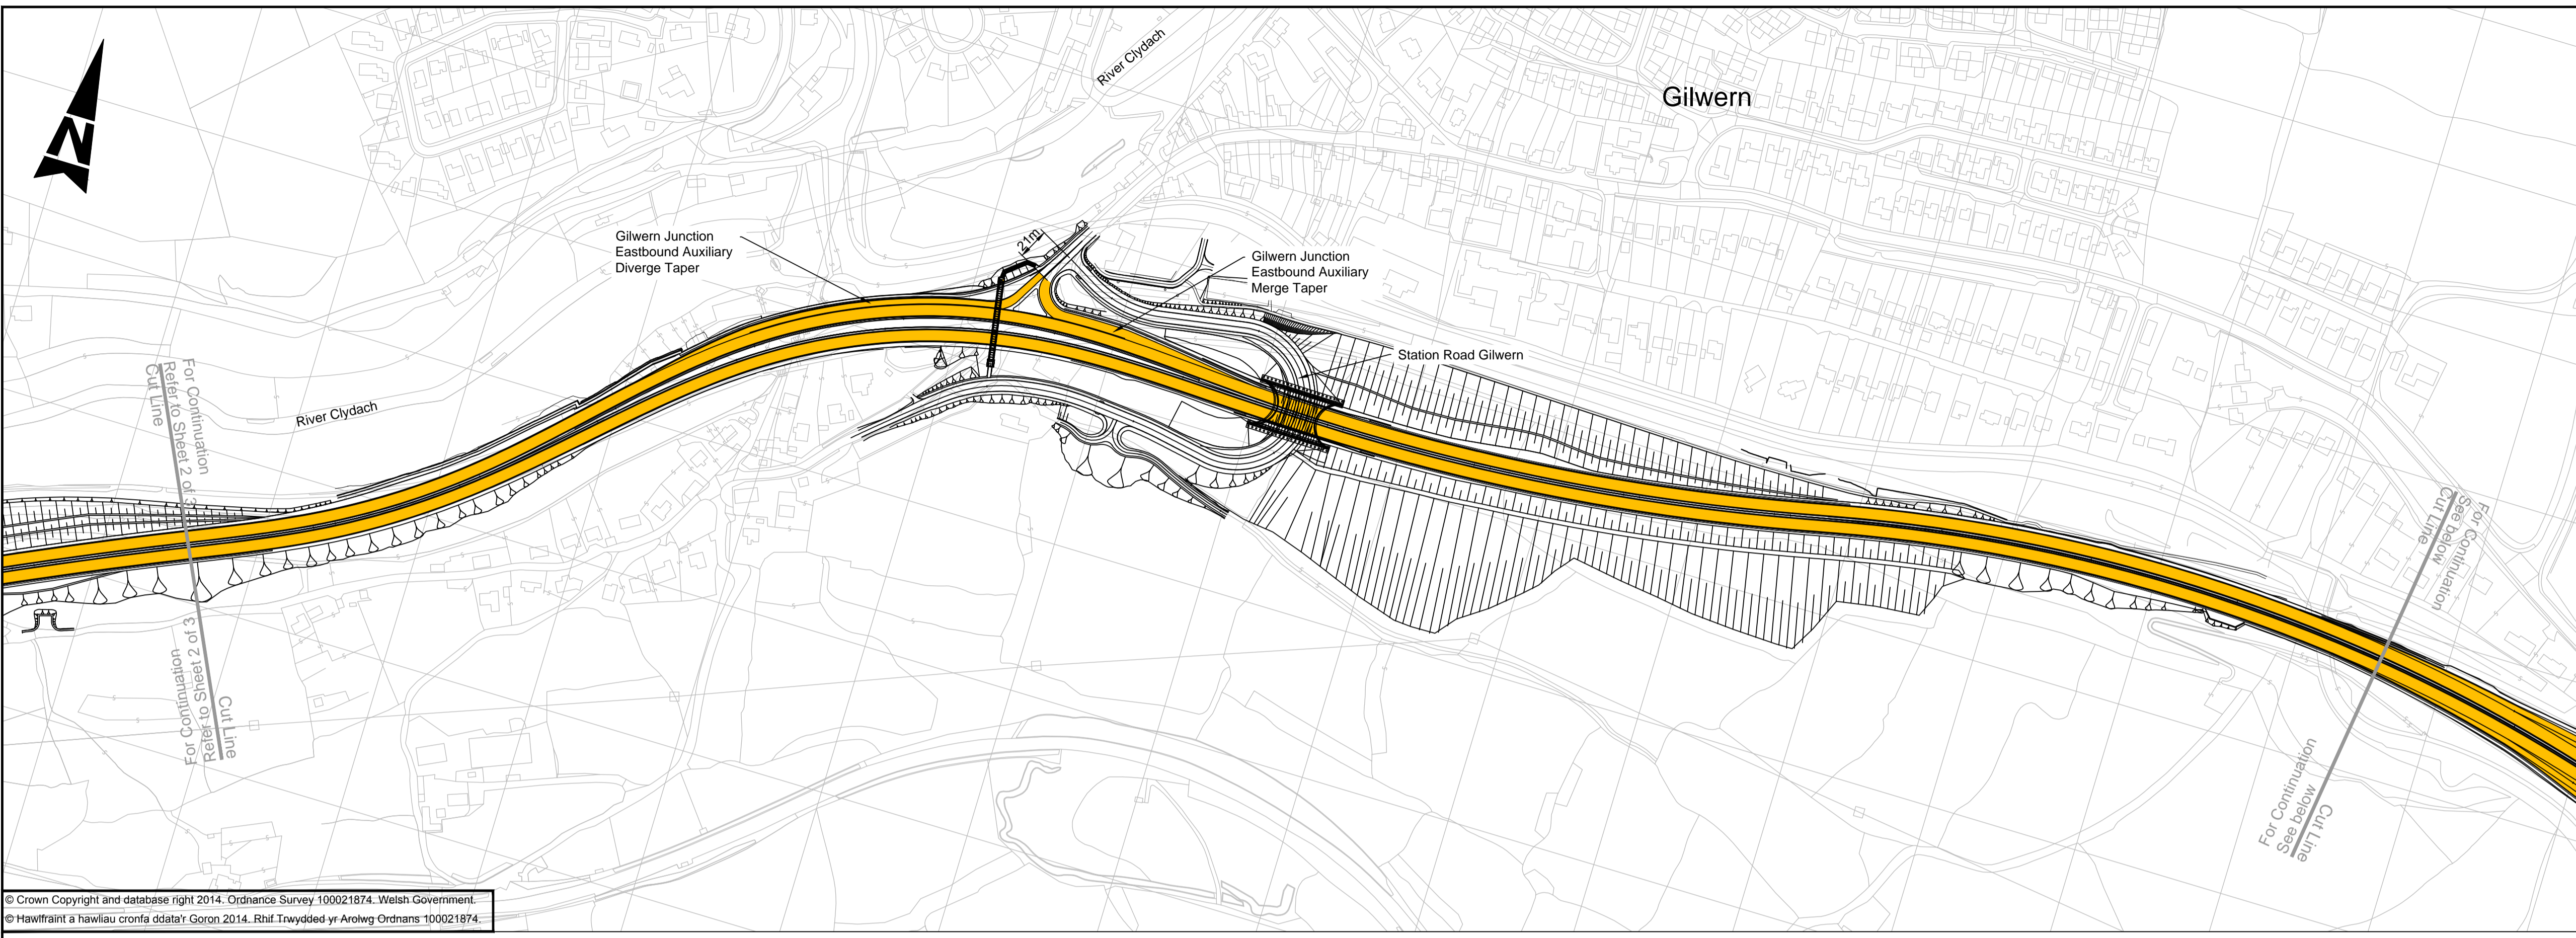 N
River Clydach
Gilwern
Gilwern Junction
Eastbound Auxiliary
Diverge Taper
21m
Gilwern Junction
Eastbound Auxiliary
Merge Taper
Station Road Gilwern
River Clydach
For Continuation
Refer to Sheet 2 of 3
Cut Line
For Continuation
Refer to Sheet 2 of 3
Cut Line
For Continuation
See below
Cut Line
For Continuation
See below
Cut Line
© Crown Copyright and database right 2014. Ordnance Survey 100021874. Welsh Government.
© Hawlfraint a hawliau cronfa ddata'r Goron 2014. Rhif Trwydded yr Arolwg Ordnans 100021874.